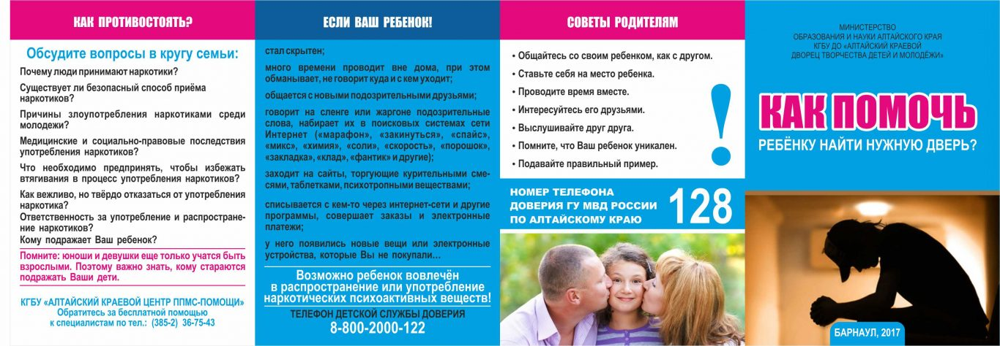 КАК ПРОТИВОСТОЯТЬ?
Обсудите вопросы в кругу семьи:
Почему люди принимают наркотики?
Существует ли безопасный способ приёма
наркотиков?
Причины злоупотребления наркотиками среди
молодежи?
Медицинские и социально-правовые последствия
употребления наркотиков?
Что необходимо предпринять, чтобы избежать
втягивания в процесс употребления наркотиков?
Как вежливо, но твёрдо отказаться от употребления
наркотика?
Ответственность за употребление и распростране-
ние наркотиков?
Кому подражает Ваш ребенок?
Помните: юноши и девушки еще только учатся быть
взрослыми. Поэтому важно знать, кому стараются
подражать Ваши дети.
КГБУ «АЛТАЙСКИЙ КРАЕВОЙ ЦЕНТР ППМС-ПОМОЩИ»
Обратитесь за бесплатной помощью
к специалистам по тел.: (385-2) 36-75-43
ЕСЛИ ВАШ РЕБЕНОК!
стал скрытен;
много времени проводит вне дома, при этом
обманывает, не говорит куда и с кем уходит;
общается с новыми подозрительными друзьями;
говорит на сленге или жаргоне подозрительные
слова, набирает их в поисковых системах сети
Интернет («марафон», «закинуться», «спайс»,
«микс», «химия», «соли», «скорость», «порошок»,
«закладка», «клад», «фантик» и другие);
заходит на сайты, торгующие курительными сме-
сями, таблетками, психотропными веществами;
списывается с кем-то через интернет-сети и другие
программы, совершает заказы и электронные
платежи;
у него появились новые вещи или электронные
устройства, которые Вы не покупали...
Возможно ребенок вовлечён
в распространение или употребление
наркотических психоактивных веществ!
ТЕЛЕФОН ДЕТСКОЙ СЛУЖБЫ ДОВЕРИЯ
8-800-2000-122
СОВЕТЫ РОДИТЕЛЯМ
• Общайтесь со своим ребенком, как с другом.
• Ставьте себя на место ребенка.
• Проводите время вместе.
• Интересуйтесь его друзьями.
• Выслушивайте друг друга.
• Помните, что Ваш ребенок уникален.
• Подавайте правильный пример.
!
НОМЕР ТЕЛЕФОНА
ДОВЕРИЯ ГУ МВД РОССИИ
ПО АЛТАЙСКОМУ КРАЮ
128
МИНИСТЕРСТВО
ОБРАЗОВАНИЯ И НАУКИ АЛТАЙСКОГО КРАЯ
КГБУ ДО «АЛТАЙСКИЙ КРАЕВОЙ
ДВОРЕЦ ТВОРЧЕСТВА ДЕТЕЙ И МОЛОДЁЖИ»
КАК ПОМОЧЬ
РЕБЁНКУ НАЙТИ НУЖНУЮ ДВЕРЬ?
БАРНАУЛ, 2017